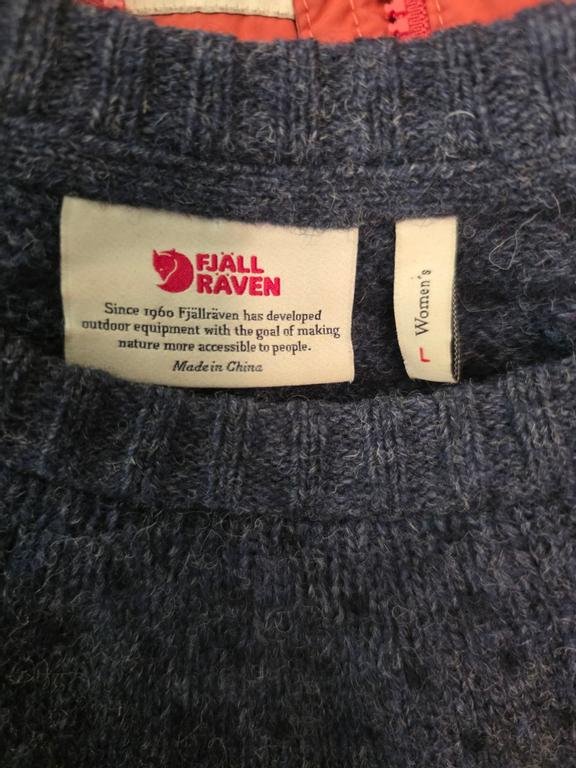 FJÄLL
RÄVEN
Since 1960 Fjällräven has developed
outdoor equipment with the goal of making
nature more accessible to people.
Made in China
Women's
L